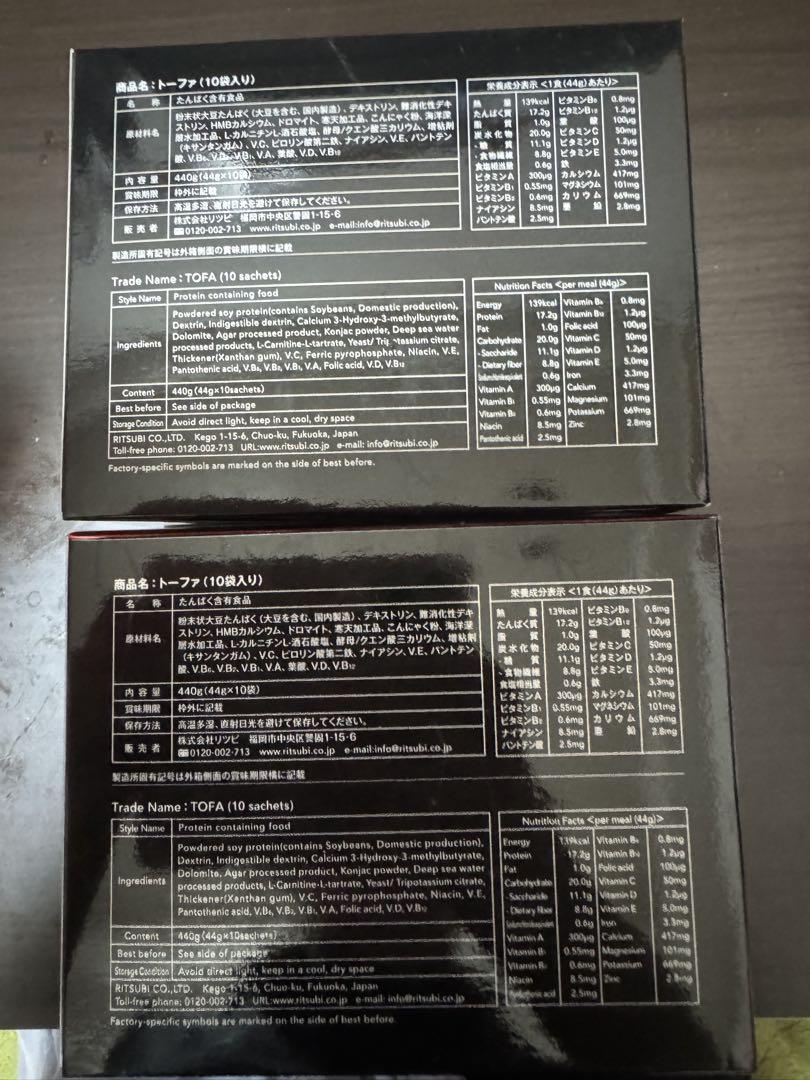 商品名：トーファ（10袋入り）
名 称 たんぱく含有食品
原材料名 粉末状大豆たんぱく（大豆を含む、国内製造）、デキストリン、難消化性デキ
ストリン、HMBカルシウム、ドロマイト、寒天加工品、こんにゃく粉、海洋深
層水加工品、L-カルニチンL-酒石酸塩、酵母/クエン酸三カリウム、増粘剤
（キサンタンガム）、V.C、ピロリン酸第二鉄、ナイアシン、V.E、パントテン
酸、V.B₆、V.B₂、V.B₁、V.A、葉酸、V.D、V.B₁₂
内 容 量 440g（44g×10袋）
賞味期限 枠外に記載
保存方法 高温多湿、直射日光を避けて保存してください。
販 売 者 株式会社リツビ 福岡市中央区警固1-15-6
0120-002-713 www.ritsubi.co.jp e-mail:info@ritsubi.co.jp
製造所固有記号は外箱側面の賞味期限横に記載
栄養成分表示 <1食(44g)あたり>
熱 量 139kcal ビタミンB₆ 0.8mg
たんぱく質 17.2g ビタミンB₁₂ 1.2μg
脂 質 1.0g 葉 酸 100μg
炭水化物 20.0g ビタミンC 50mg
- 糖 質 11.1g ビタミンD 1.2μg
- 食物繊維 8.8g ビタミンE 5.0mg
食塩相当量 0.6g 鉄 3.3mg
ビタミンA 300μg カルシウム 417mg
ビタミンB₁ 0.55mg マグネシウム 101mg
ビタミンB₂ 0.6mg カリウム 669mg
ナイアシン 8.5mg 亜 鉛 2.8mg
パントテン酸 2.5mg
Trade Name : TOFA (10 sachets)
Style Name Protein containing food
Ingredients Powdered soy protein(contains Soybeans, Domestic production),
Dextrin, Indigestible dextrin, Calcium 3-Hydroxy-3-methylbutyrate,
Dolomite, Agar processed product, Konjac powder, Deep sea water
processed products, L-Carnitine-L-tartrate, Yeast/ citrate,
Thickener(Xanthan gum), V.C, Ferric pyrophosphate, Niacin, V.E,
Pantothenic acid, V.B₆, V.B₂, V.B₁, V.A, Folic acid, V.D, V.B₁₂
Content 440g (44g×10sachets)
Best before See side of package
Storage Condition Avoid direct light, keep in a cool, dry space
RITSUBI CO.,LTD. Kego 1-15-6, Chuo-ku, Fukuoka, Japan
Toll-free phone: 0120-002-713 URL:www.ritsubi.co.jp e-mail: info@ritsubi.co.jp
Factory-specific symbols are marked on the side of best before.
Nutrition Facts <per meal (44g)>
Energy 139kcal Vitamin B₆ 0.8mg
Protein 17.2g Vitamin B₁₂ 1.2μg
Fat 1.0g Folic acid 100μg
Carbohydrate 20.0g Vitamin C 50mg
- Saccharide 11.1g Vitamin D 1.2μg
- Dietary fiber 8.8g Vitamin E 5.0mg
0.6g Iron 3.3mg
Vitamin A 300μg Calcium 417mg
Vitamin B₁ 0.55mg Magnesium 101mg
Vitamin B₂ 0.6mg Potassium 669mg
Niacin 8.5mg Zinc 2.8mg
Pantothenic acid 2.5mg
商品名：トーファ（10袋入り）
名 称 たんぱく含有食品
原材料名 粉末状大豆たんぱく（大豆を含む、国内製造）、デキストリン、難消化性デキ
ストリン、HMBカルシウム、ドロマイト、寒天加工品、こんにゃく粉、海洋深
層水加工品、L-カルニチンL-酒石酸塩、酵母/クエン酸三カリウム、増粘剤
（キサンタンガム）、V.C、ピロリン酸第二鉄、ナイアシン、V.E、パントテン
酸、V.B₆、V.B₂、V.B₁、V.A、葉酸、V.D、V.B₁₂
内 容 量 440g（44g×10袋）
賞味期限 枠外に記載
保存方法 高温多湿、直射日光を避けて保存してください。
販 売 者 株式会社リツビ 福岡市中央区警固1-15-6
0120-002-713 www.ritsubi.co.jp e-mail:info@ritsubi.co.jp
製造所固有記号は外箱側面の賞味期限横に記載
栄養成分表示 <1食(44g)あたり>
熱 量 139kcal ビタミンB₆ 0.8mg
たんぱく質 17.2g ビタミンB₁₂ 1.2μg
脂 質 1.0g 葉 酸 100μg
炭水化物 20.0g ビタミンC 50mg
- 糖 質 11.1g ビタミンD 1.2μg
- 食物繊維 8.8g ビタミンE 5.0mg
食塩相当量 0.6g 鉄 3.3mg
ビタミンA 300μg カルシウム 417mg
ビタミンB₁ 0.55mg マグネシウム 101mg
ビタミンB₂ 0.6mg カリウム 669mg
ナイアシン 8.5mg 亜 鉛 2.8mg
パントテン酸 2.5mg
Trade Name : TOFA (10 sachets)
Style Name Protein containing food
Ingredients Powdered soy protein(contains Soybeans, Domestic production),
Dextrin, Indigestible dextrin, Calcium 3-Hydroxy-3-methylbutyrate,
Dolomite, Agar processed product, Konjac powder, Deep sea water
processed products, L-Carnitine-L-tartrate, Yeast/ Tripotassium citrate,
Thickener(Xanthan gum), V.C, Ferric pyrophosphate, Niacin, V.E,
Pantothenic acid, V.B₆, V.B₂, V.B₁, V.A, Folic acid, V.D, V.B₁₂
Content 440g (44g×10sachets)
Best before See side of package
Storage Condition Avoid direct light, keep in a cool, dry space
RITSUBI CO.,LTD. Kego 1-15-6, Chuo-ku, Fukuoka, Japan
Toll-free phone: 0120-002-713 URL:www.ritsubi.co.jp e-mail: info@ritsubi.co.jp
Factory-specific symbols are marked on the side of best before.
Nutrition Facts <per meal (44g)>
Energy 139kcal Vitamin B₆ 0.8mg
Protein 17.2g Vitamin B₁₂ 1.2μg
Fat 1.0g Folic acid 100μg
Carbohydrate 20.0g Vitamin C 50mg
- Saccharide 11.1g Vitamin D 1.2μg
- Dietary fiber 8.8g Vitamin E 5.0mg
0.6g Iron 3.3mg
Vitamin A 300μg Calcium 417mg
Vitamin B₁ 0.55mg Magnesium 101mg
Vitamin B₂ 0.6mg Potassium 669mg
Niacin 8.5mg Zinc 2.8mg
Pantothenic acid 2.5mg